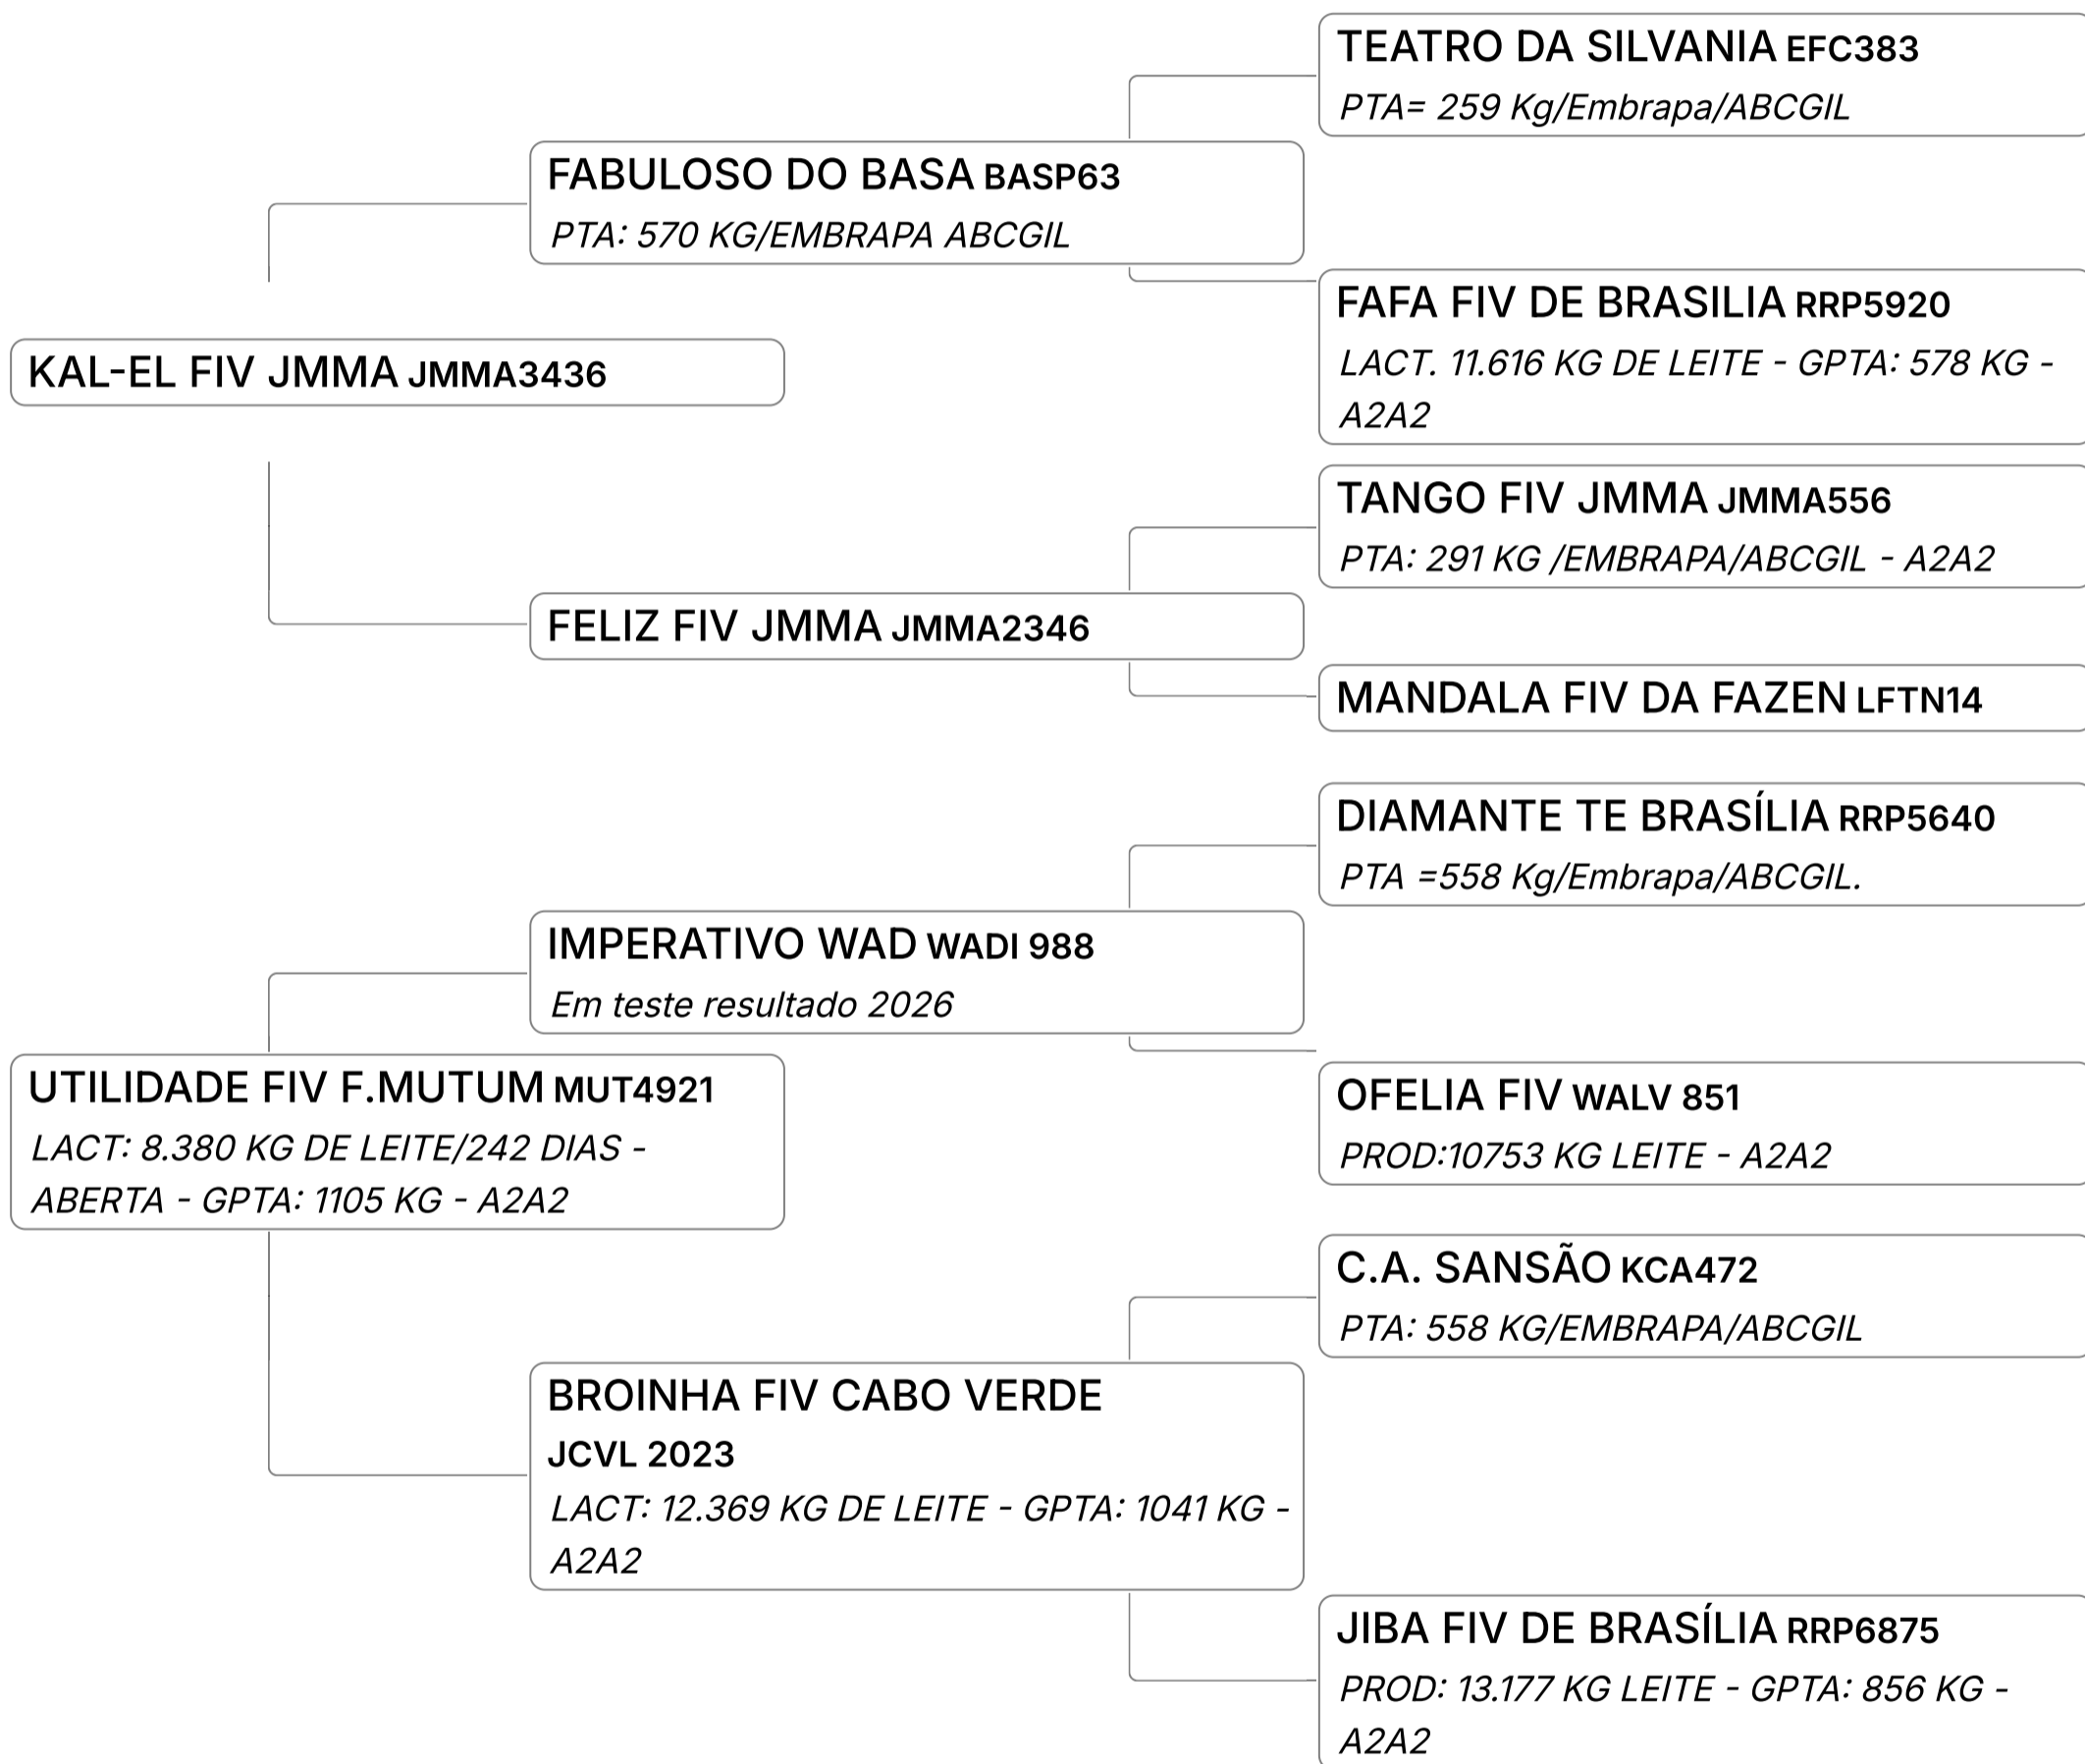 TEATRO DA SILVANIA EFC383
PTA= 259 Kg/Embrapa/ABCGIL
FABULOSO DO BASA BASP63
PTA: 570 KG/EMBRAPA ABCGIL
FAFA FIV DE BRASILIA RRP5920
LACT. 11.616 KG DE LEITE - GPTA: 578 KG -
A2A2
KAL-EL FIV JMMA JMMA3436
TANGO FIV JMMA JMMA556
PTA: 291 KG /EMBRAPA/ABCGIL - A2A2
FELIZ FIV JMMA JMMA2346
MANDALA FIV DA FAZEN LFTN14
DIAMANTE TE BRASÍLIA RRP5640
PTA =558 Kg/Embrapa/ABCGIL.
IMPERATIVO WAD WADI 988
Em teste resultado 2026
UTILIDADE FIV F.MUTUM MUT4921
LACT: 8.380 KG DE LEITE/242 DIAS -
ABERTA - GPTA: 1105 KG - A2A2
OFELIA FIV WALV 851
PROD:10753 KG LEITE - A2A2
C.A. SANSÃO KCA472
PTA: 558 KG/EMBRAPA/ABCGIL
BROINHA FIV CABO VERDE
JCVL 2023
LACT: 12.369 KG DE LEITE - GPTA: 1041 KG -
A2A2
JIBA FIV DE BRASÍLIA RRP6875
PROD: 13.177 KG LEITE - GPTA: 856 KG -
A2A2